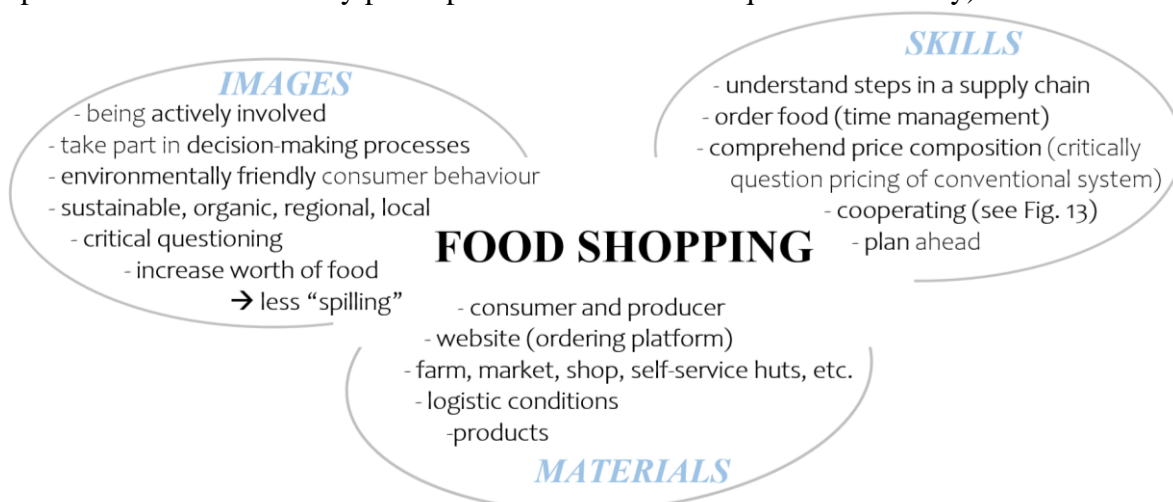 IMAGES
- being actively involved
- take part in decision-making processes
- environmentally friendly consumer behaviour
- sustainable, organic, regional, local
- critical questioning
- increase worth of food
→ less “spilling”
SKILLS
- understand steps in a supply chain
- order food (time management)
- comprehend price composition (critically
question pricing of conventional system)
- cooperating (see Fig. 13)
- plan ahead
FOOD SHOPPING
- consumer and producer
- website (ordering platform)
- farm, market, shop, self-service huts, etc.
- logistic conditions
-products
MATERIALS